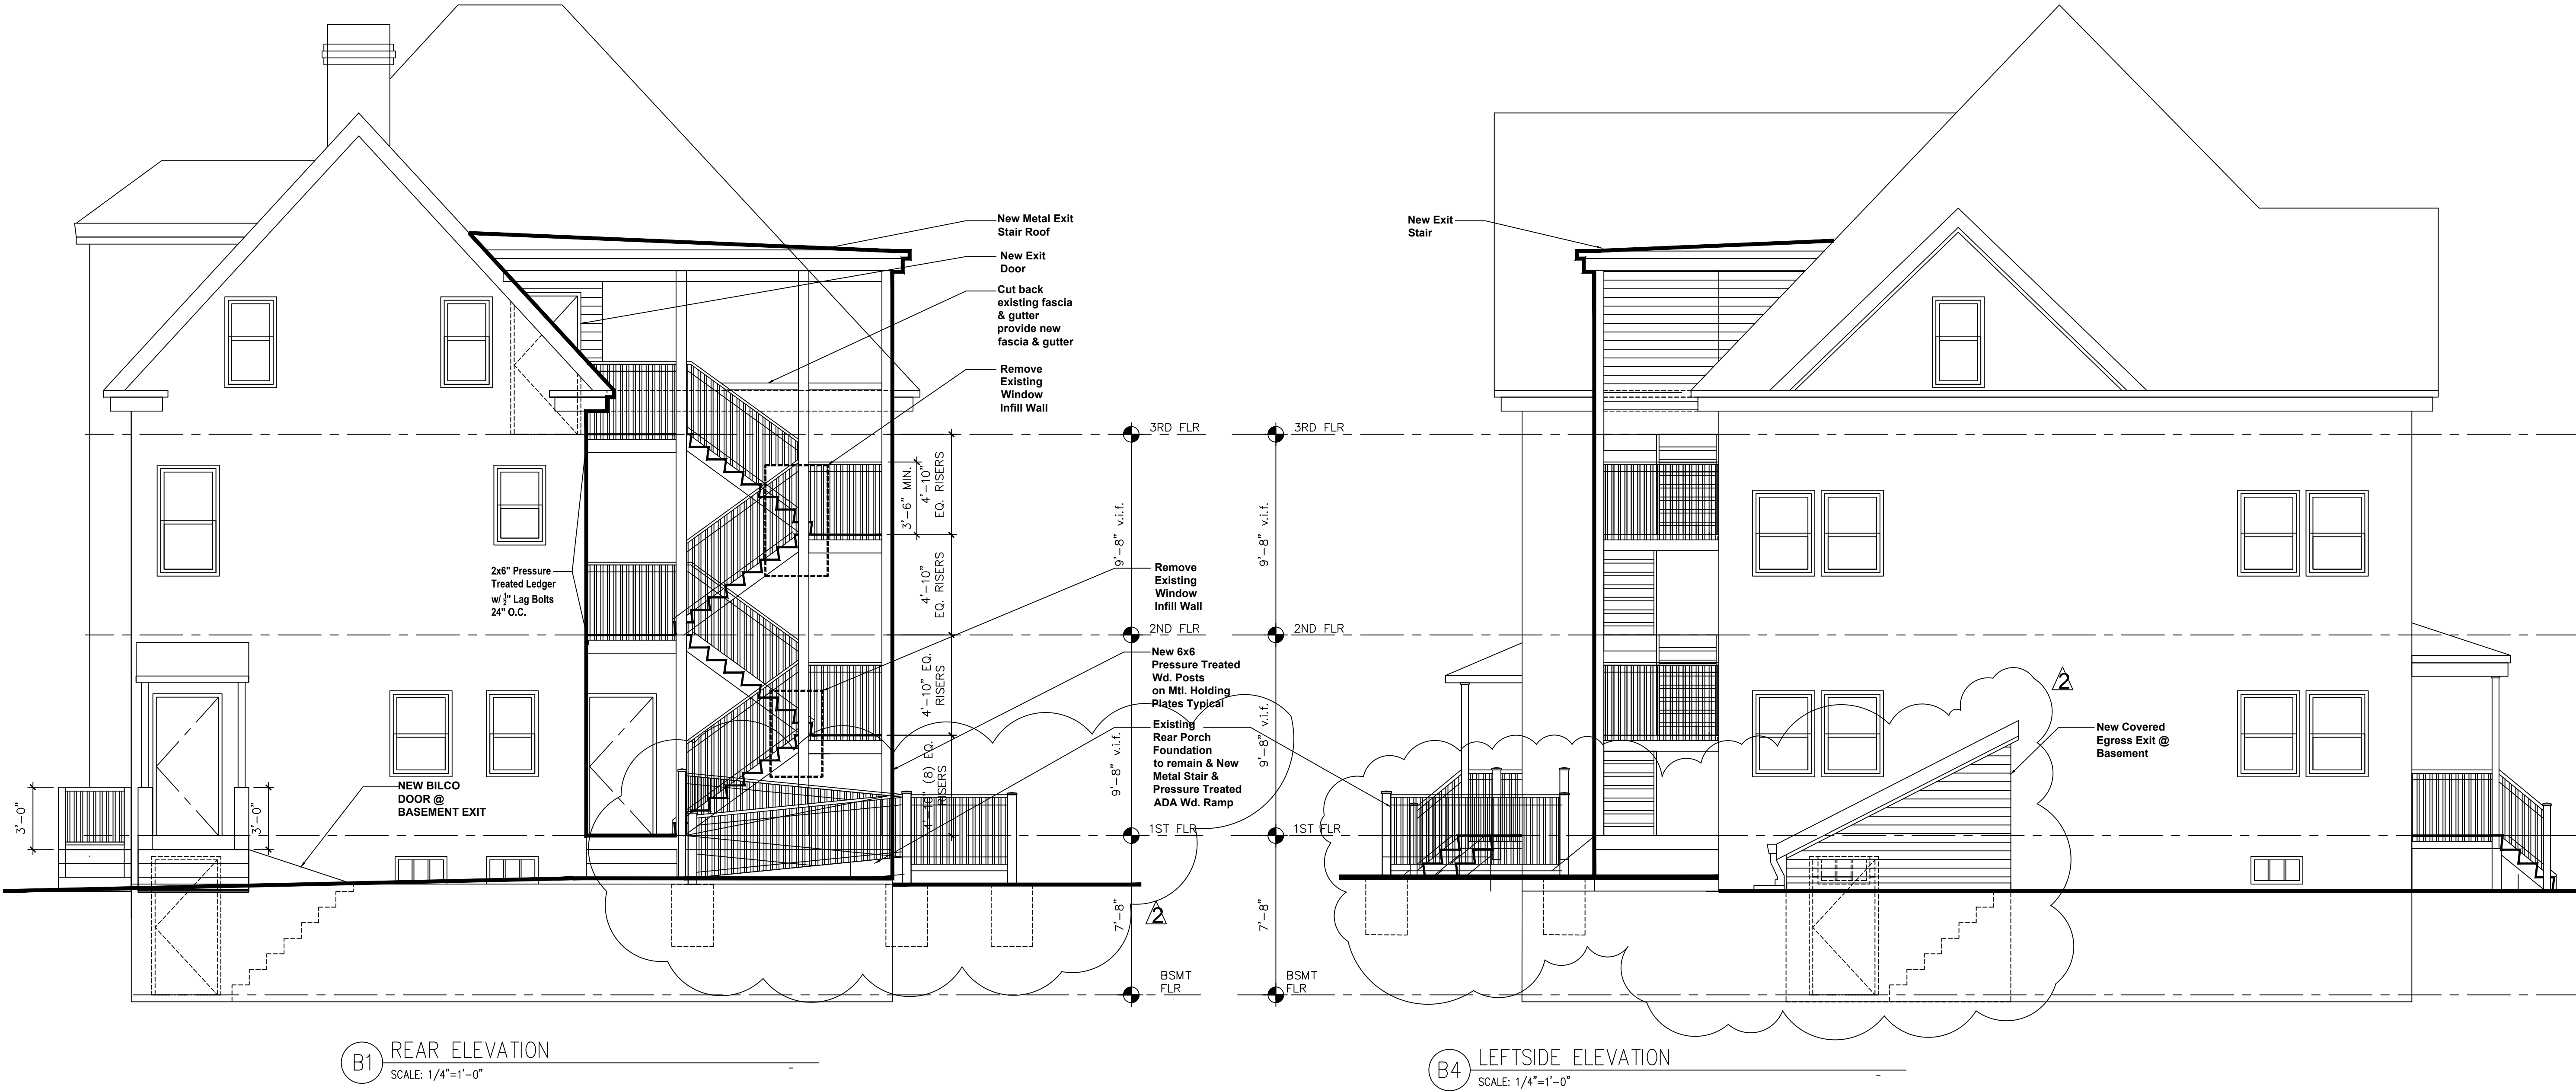 New Metal Exit
Stair Roof
New Exit
Door
Cut back
existing fascia
& gutter
provide new
fascia & gutter
Remove
Existing
Window
Infill Wall
3RD FLR
3'-6" MIN.
4'-10"
EQ. RISERS
9'-8" v.i.f.
4'-10"
EQ. RISERS
2x6" Pressure
Treated Ledger
w/ ½" Lag Bolts
24" O.C.
Remove
Existing
Window
Infill Wall
2ND FLR
New 6x6
Pressure Treated
Wd. Posts
on Mtl. Holding
Plates Typical
4'-10" EQ.
RISERS
Existing
Rear Porch
Foundation
to remain & New
Metal Stair &
Pressure Treated
ADA Wd. Ramp
9'-8" v.i.f.
4'-10" (8) EQ.
RISERS
3'-0"
3'-0"
NEW BILCO
DOOR @
BASEMENT EXIT
1ST FLR
7'-8"
2
BSMT
FLR
B1
REAR ELEVATION
SCALE: 1/4"=1'-0"
-
New Exit
Stair
3RD FLR
9'-8" v.i.f.
2ND FLR
9'-8" v.i.f.
2
New Covered
Egress Exit @
Basement
1ST FLR
7'-8"
BSMT
FLR
B4
LEFTSIDE ELEVATION
SCALE: 1/4"=1'-0"
-